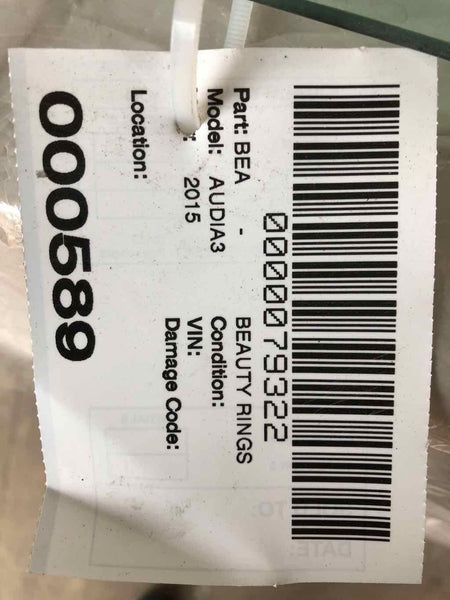 0000079322
Part: BEA - BEAUTY RINGS
Model: AUDIA3 Condition:
: 2015 VIN:
Damage Code:
Location:
000589